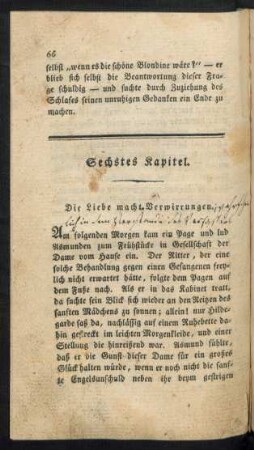 66
selbst „wenn es die schöne Blondine wäre?" — er
blieb sich selbst die Beantwortung dieser Fra-
ge schuldig — und suchte durch Zuziehung des
Schlafes seinen unruhigen Gedanken ein Ende zu
machen.
Sechstes Kapitel.
Die Liebe macht Verwirrungen.
Am folgenden Morgen kam ein Page und lud
Asmunden zum Frühstücke in Gesellschaft der
Dame vom Hause ein. Der Ritter, der eine
solche Behandlung gegen einen Gefangenen frey-
lich nicht erwartet hätte, folgte dem Pagen auf
dem Fuße nach. Als er in das Kabinet tratt,
da suchte sein Blick sich wieder an den Reitzen des
sanften Mädchens zu sonnen; allein nur Hilde-
garde saß da, nachlässig auf einem Ruhebette da-
hin gestreckt im leichten Morgenkleide, und einer
Stellung die hinreißend war. Asmund fühlte,
daß er die Gunst dieser Dame für ein großes
Glück halten würde, wenn er noch nicht die sanf-
te Engelsunschuld neben ihr beym gestrigen